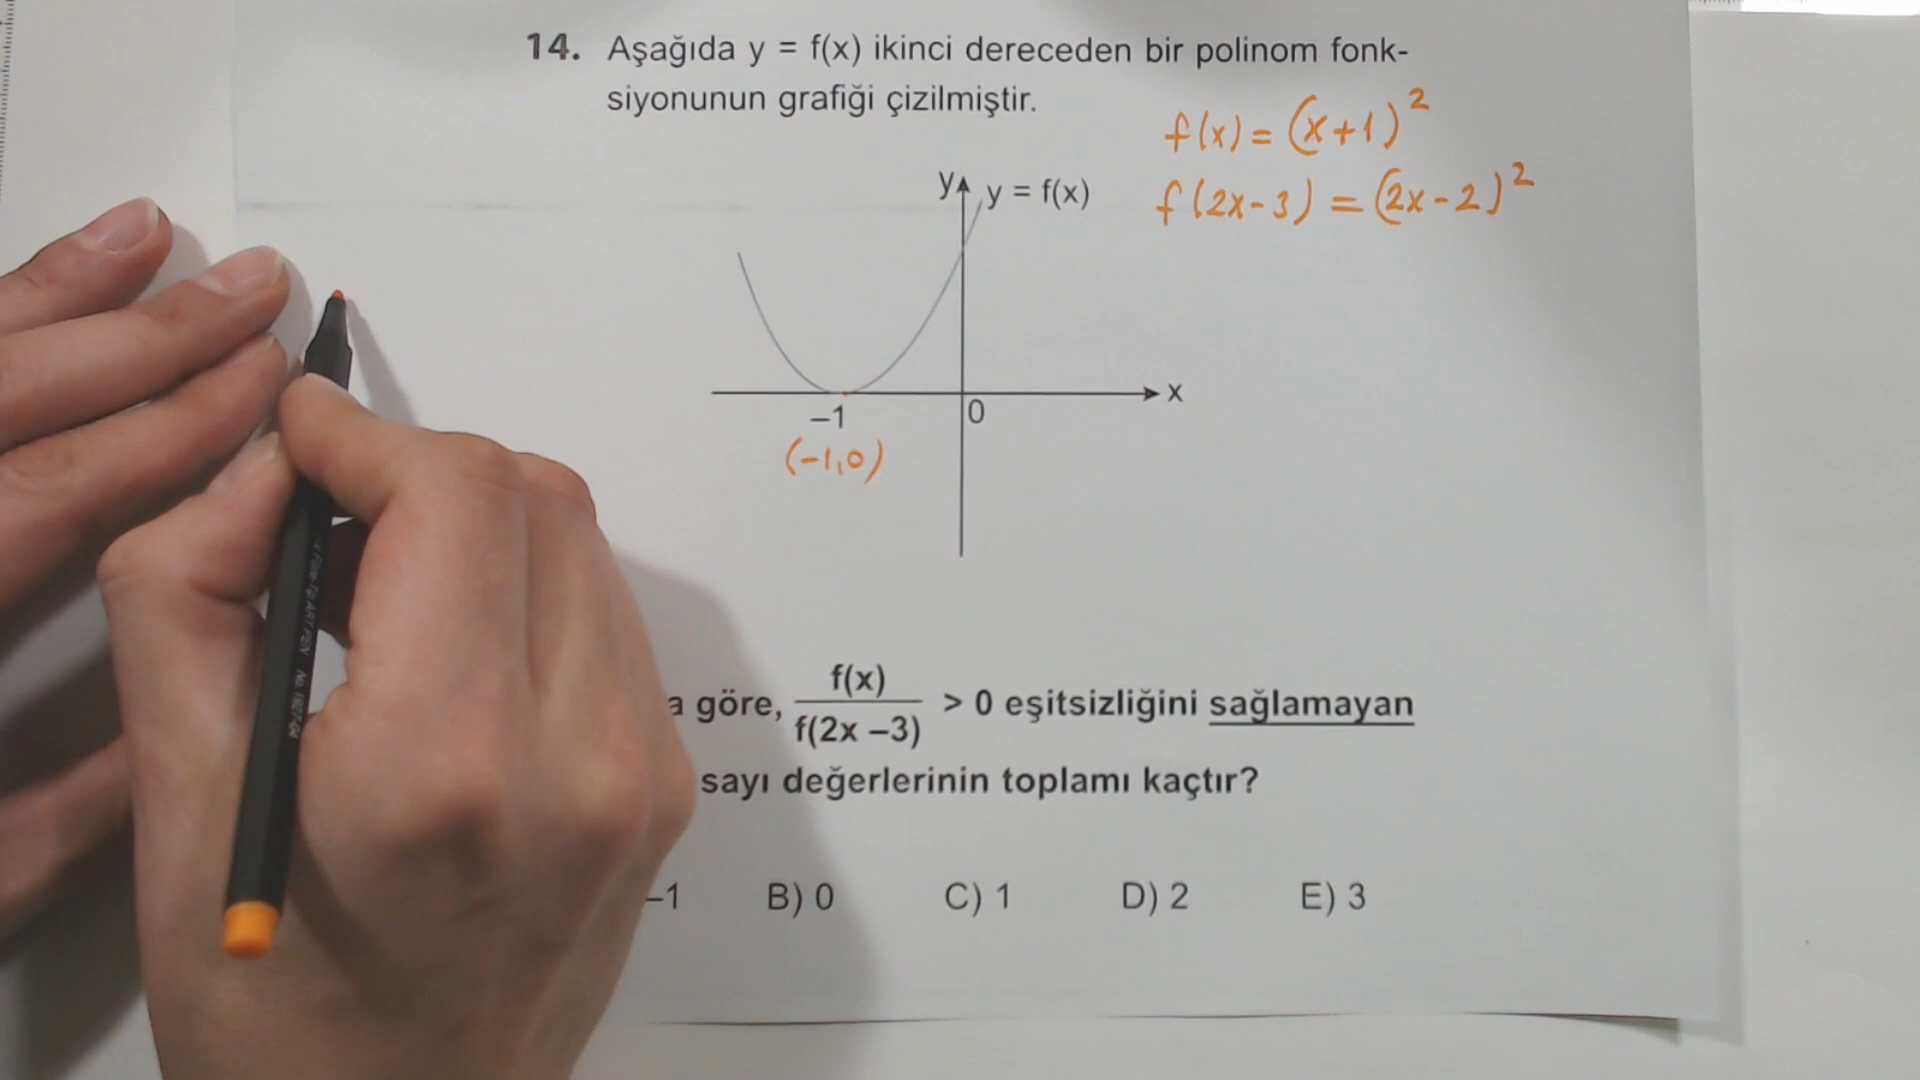 14. Aşağıda y = f(x) ikinci dereceden bir polinom fonk-
siyonunun grafiği çizilmiştir.
f(x) = (x+1)²
f(2x-3) = (2x-2)²
y
y = f(x)
x
-1
0
(-1,0)
a göre, f(x)/f(2x -3) > 0 eşitsizliğini sağlamayan
sayı değerlerinin toplamı kaçtır?
-1 B) 0 C) 1 D) 2 E) 3